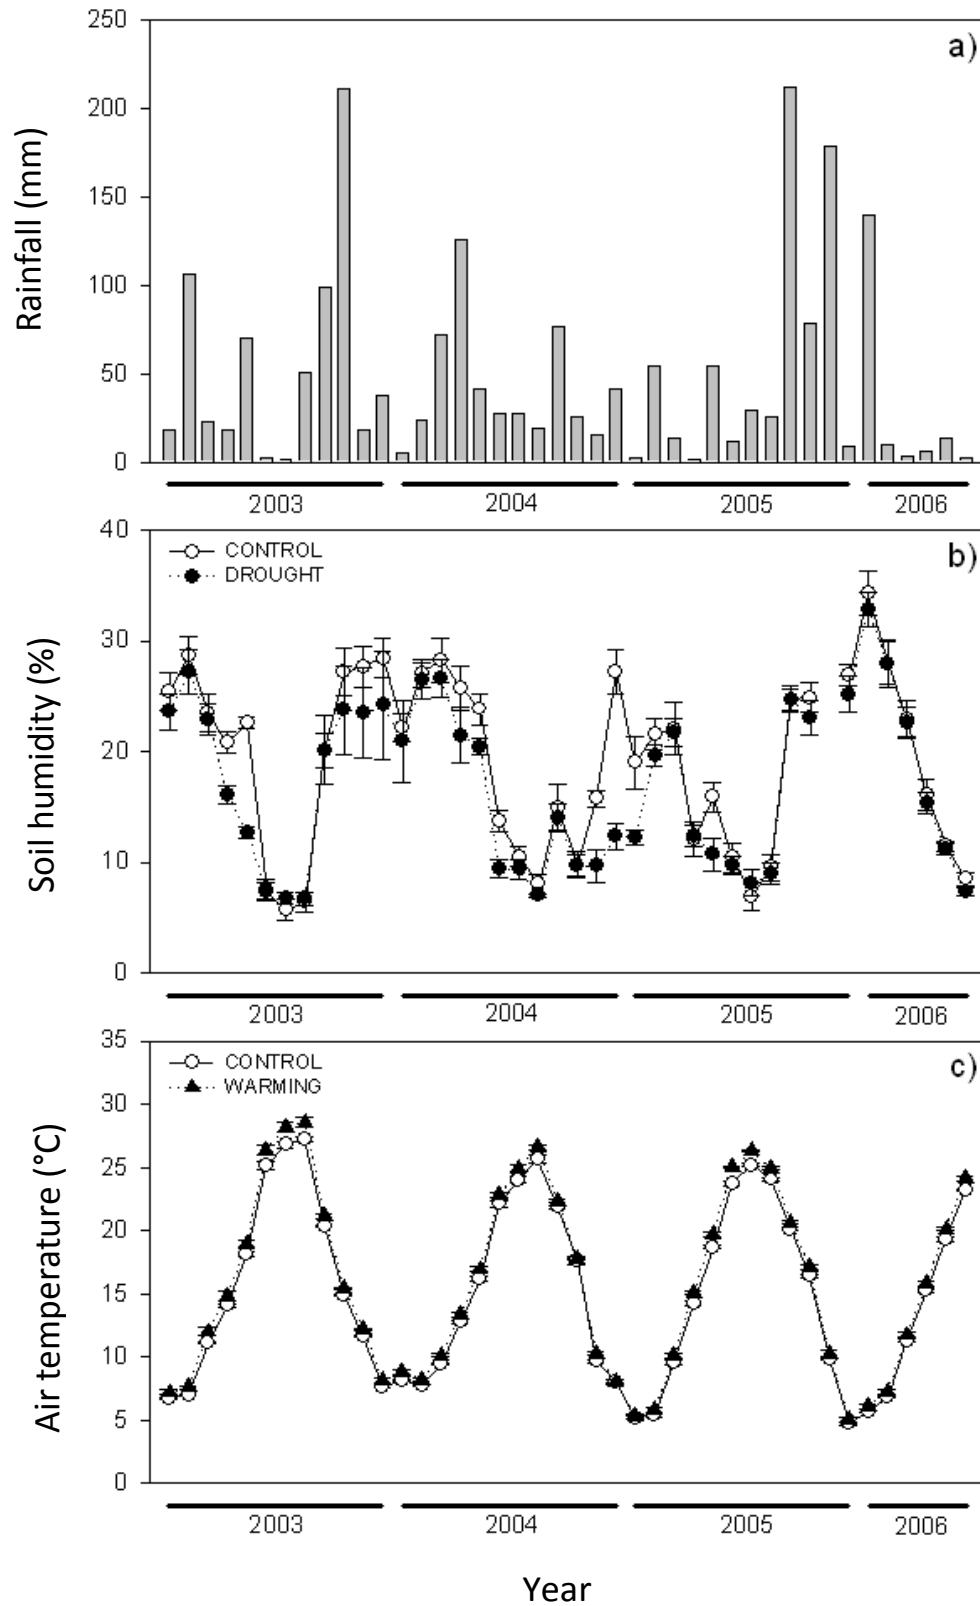 250
a)
200
150
100
50
0
Rainfall (mm)
2003 2004 2005 2006
40
CONTROL
b)
DROUGHT
30
20
10
0
Soil humidity (%)
2003 2004 2005 2006
35
CONTROL
c)
WARMING
30
25
20
15
10
5
0
Air temperature (°C)
2003 2004 2005 2006
Year